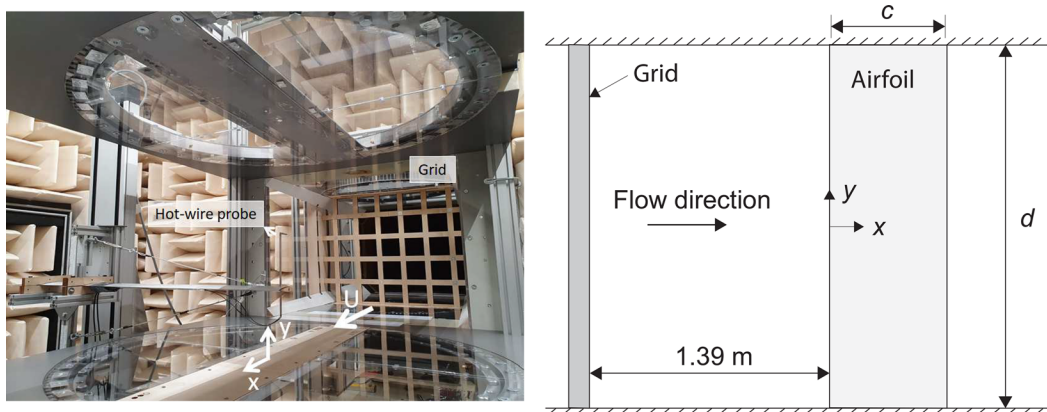 Grid
Hot-wire probe
U
y
x
c
Grid
Airfoil
Flow direction
y
x
d
1.39 m